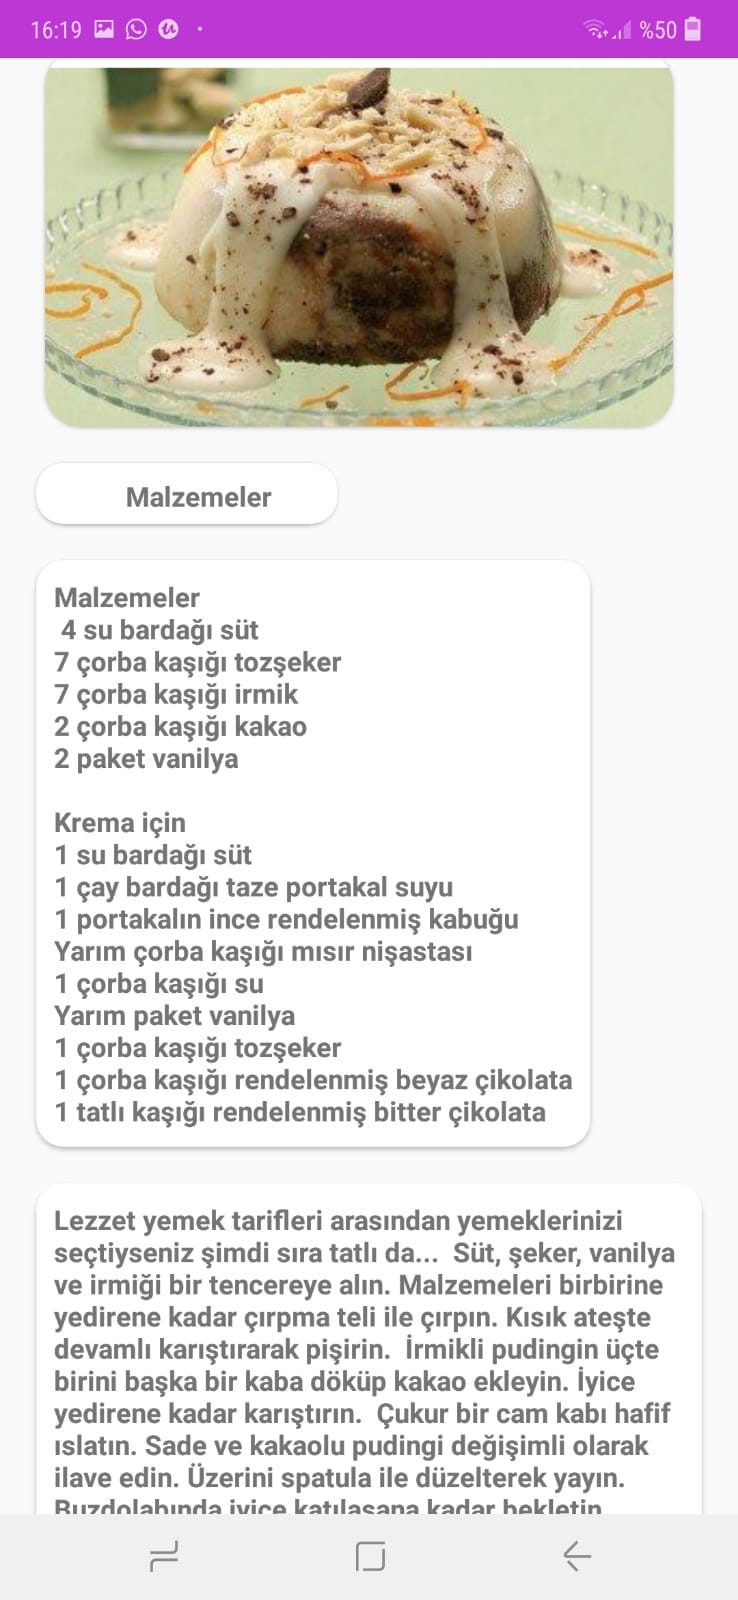 16:19
%50
Malzemeler
Malzemeler
4 su bardağı süt
7 çorba kaşığı tozşeker
7 çorba kaşığı irmik
2 çorba kaşığı kakao
2 paket vanilya
Krema için
1 su bardağı süt
1 çay bardağı taze portakal suyu
1 portakalın ince rendelenmiş kabuğu
Yarım çorba kaşığı mısır nişastası
1 çorba kaşığı su
Yarım paket vanilya
1 çorba kaşığı tozşeker
1 çorba kaşığı rendelenmiş beyaz çikolata
1 tatlı kaşığı rendelenmiş bitter çikolata
Lezzet yemek tarifleri arasından yemeklerinizi
seçtiyseniz şimdi sıra tatlı da...  Süt, şeker, vanilya
ve irmiği bir tencereye alın. Malzemeleri birbirine
yedirene kadar çırpma teli ile çırpın. Kısık ateşte
devamlı karıştırarak pişirin.  İrmikli pudingin üçte
birini başka bir kaba döküp kakao ekleyin. İyice
yedirene kadar karıştırın.  Çukur bir cam kabı hafif
ıslatın. Sade ve kakaolu pudingi değişimli olarak
ilave edin. Üzerini spatula ile düzelterek yayın.
Buzdolabında iyice katılaşana kadar bekletin.